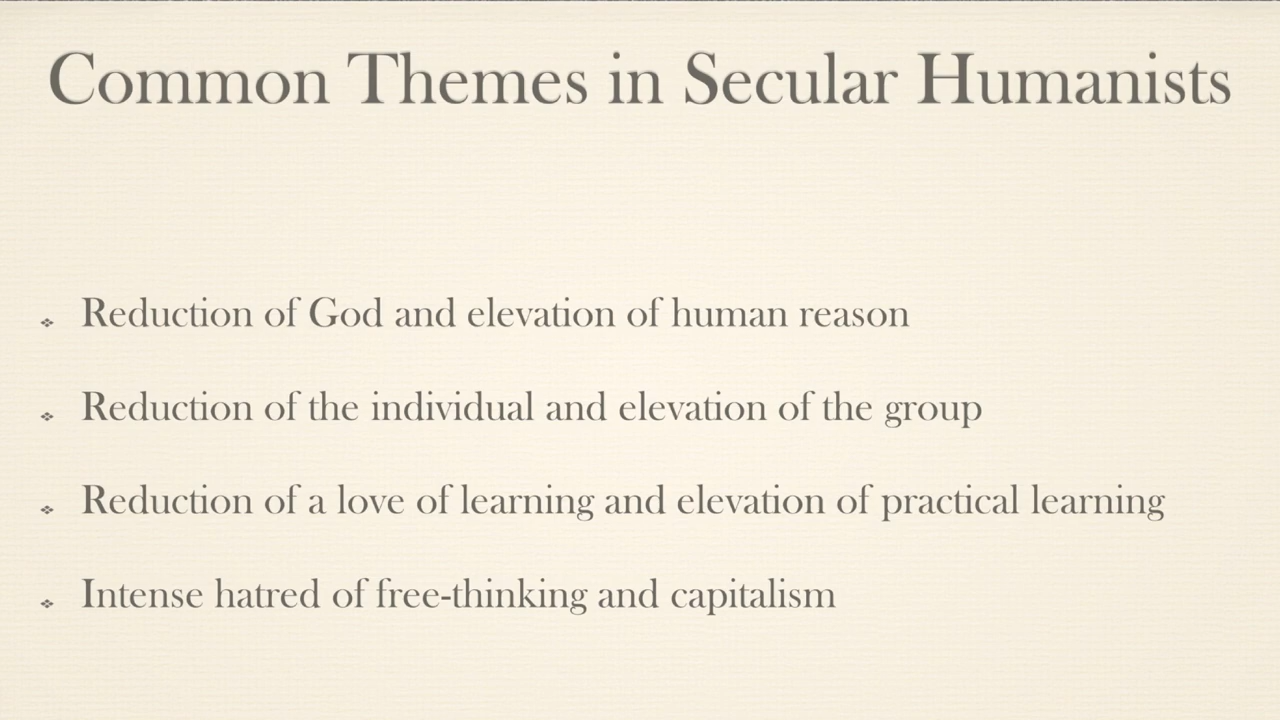 Common Themes in Secular Humanists
Reduction of God and elevation of human reason
Reduction of the individual and elevation of the group
Reduction of a love of learning and elevation of practical learning
Intense hatred of free-thinking and capitalism